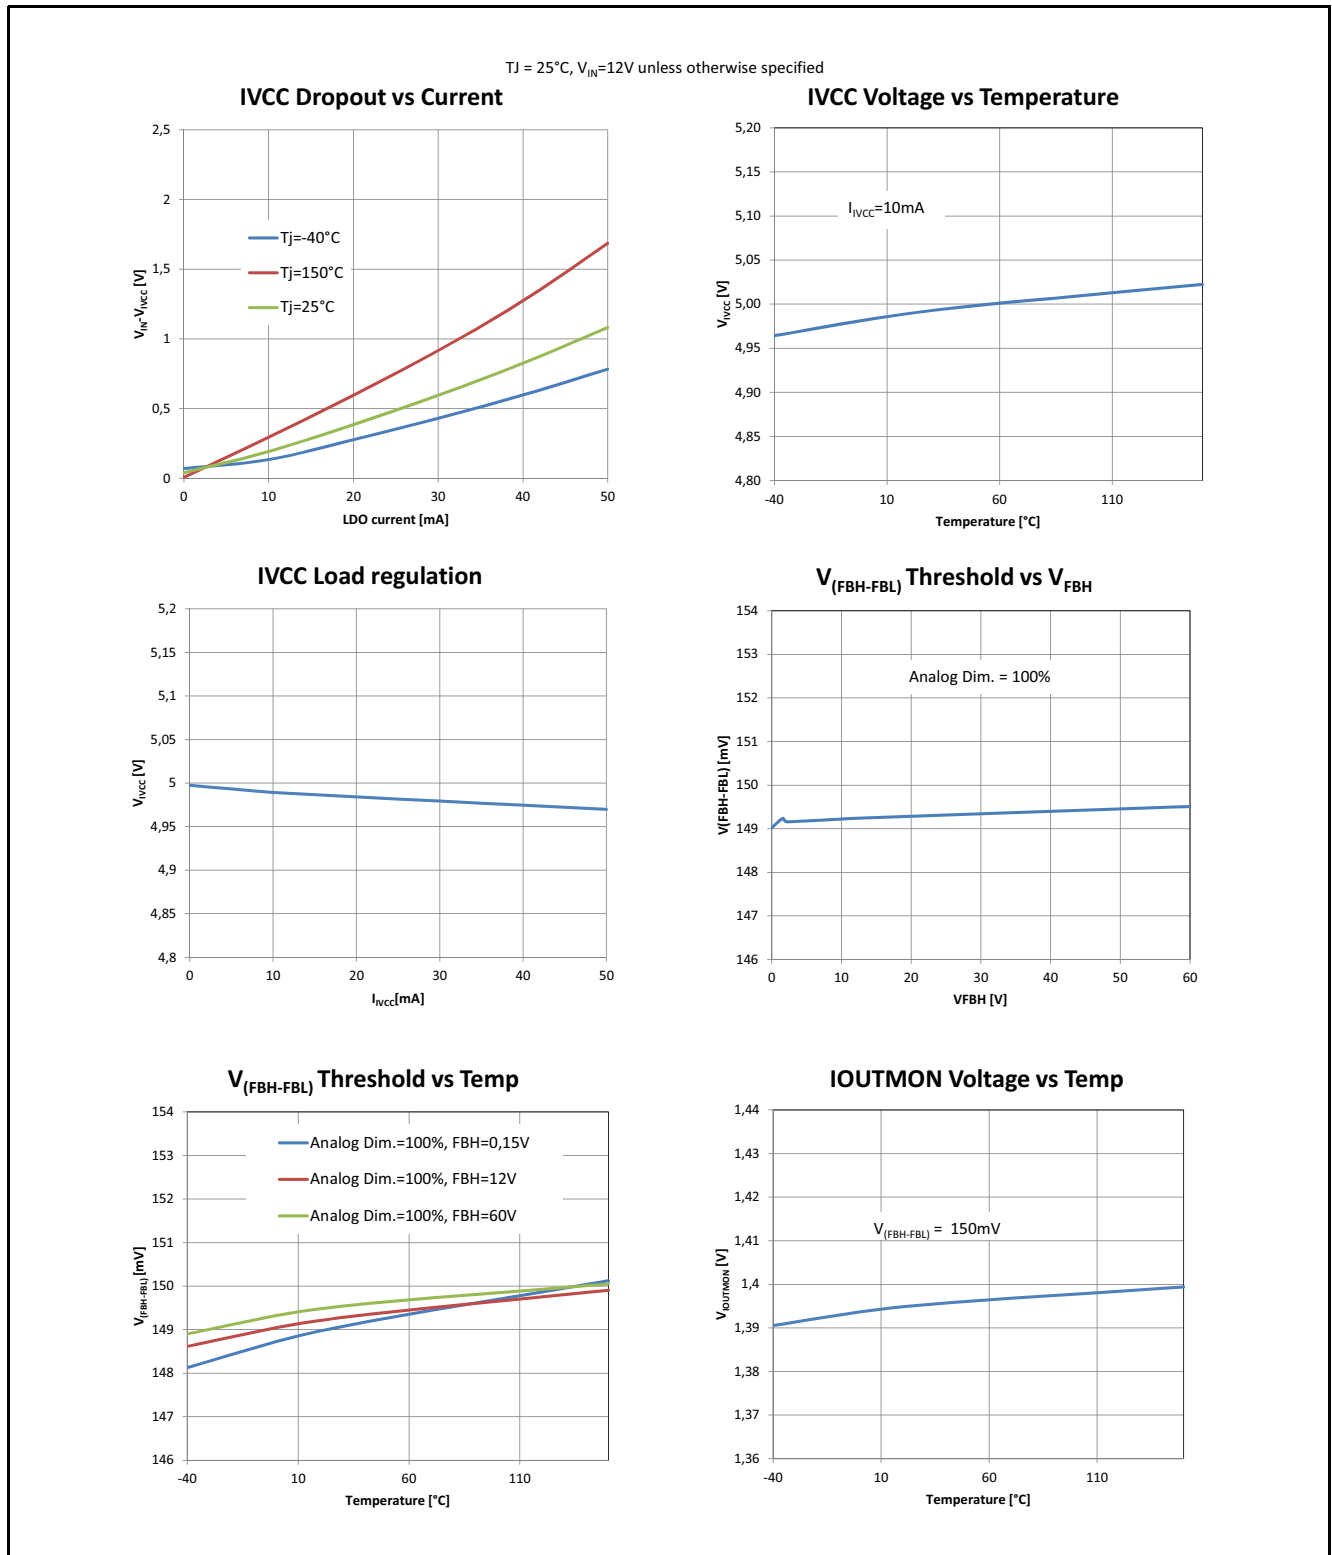 TJ = 25°C, VIN=12V unless otherwise specified
IVCC Dropout vs Current
2,5
2
1,5
1
0,5
0
VIN-VIVCC [V]
Tj=-40°C
Tj=150°C
Tj=25°C
0 10 20 30 40 50
LDO current [mA]
IVCC Voltage vs Temperature
5,20
5,15
5,10
5,05
5,00
4,95
4,90
4,85
4,80
VIVCC [V]
IIVCC=10mA
-40 10 60 110
Temperature [°C]
IVCC Load regulation
5,2
5,15
5,1
5,05
5
4,95
4,9
4,85
4,8
VIVCC [V]
0 10 20 30 40 50
IIVCC[mA]
V(FBH-FBL) Threshold vs VFBH
154
153
152
151
150
149
148
147
146
V(FBH-FBL) [mV]
Analog Dim. = 100%
0 10 20 30 40 50 60
VFBH [V]
V(FBH-FBL) Threshold vs Temp
154
153
152
151
150
149
148
147
146
V(FBH-FBL) [mV]
Analog Dim.=100%, FBH=0,15V
Analog Dim.=100%, FBH=12V
Analog Dim.=100%, FBH=60V
-40 10 60 110
Temperature [°C]
IOUTMON Voltage vs Temp
1,44
1,43
1,42
1,41
1,4
1,39
1,38
1,37
1,36
VIOUTMON [V]
V(FBH-FBL) = 150mV
-40 10 60 110
Temperature [°C]